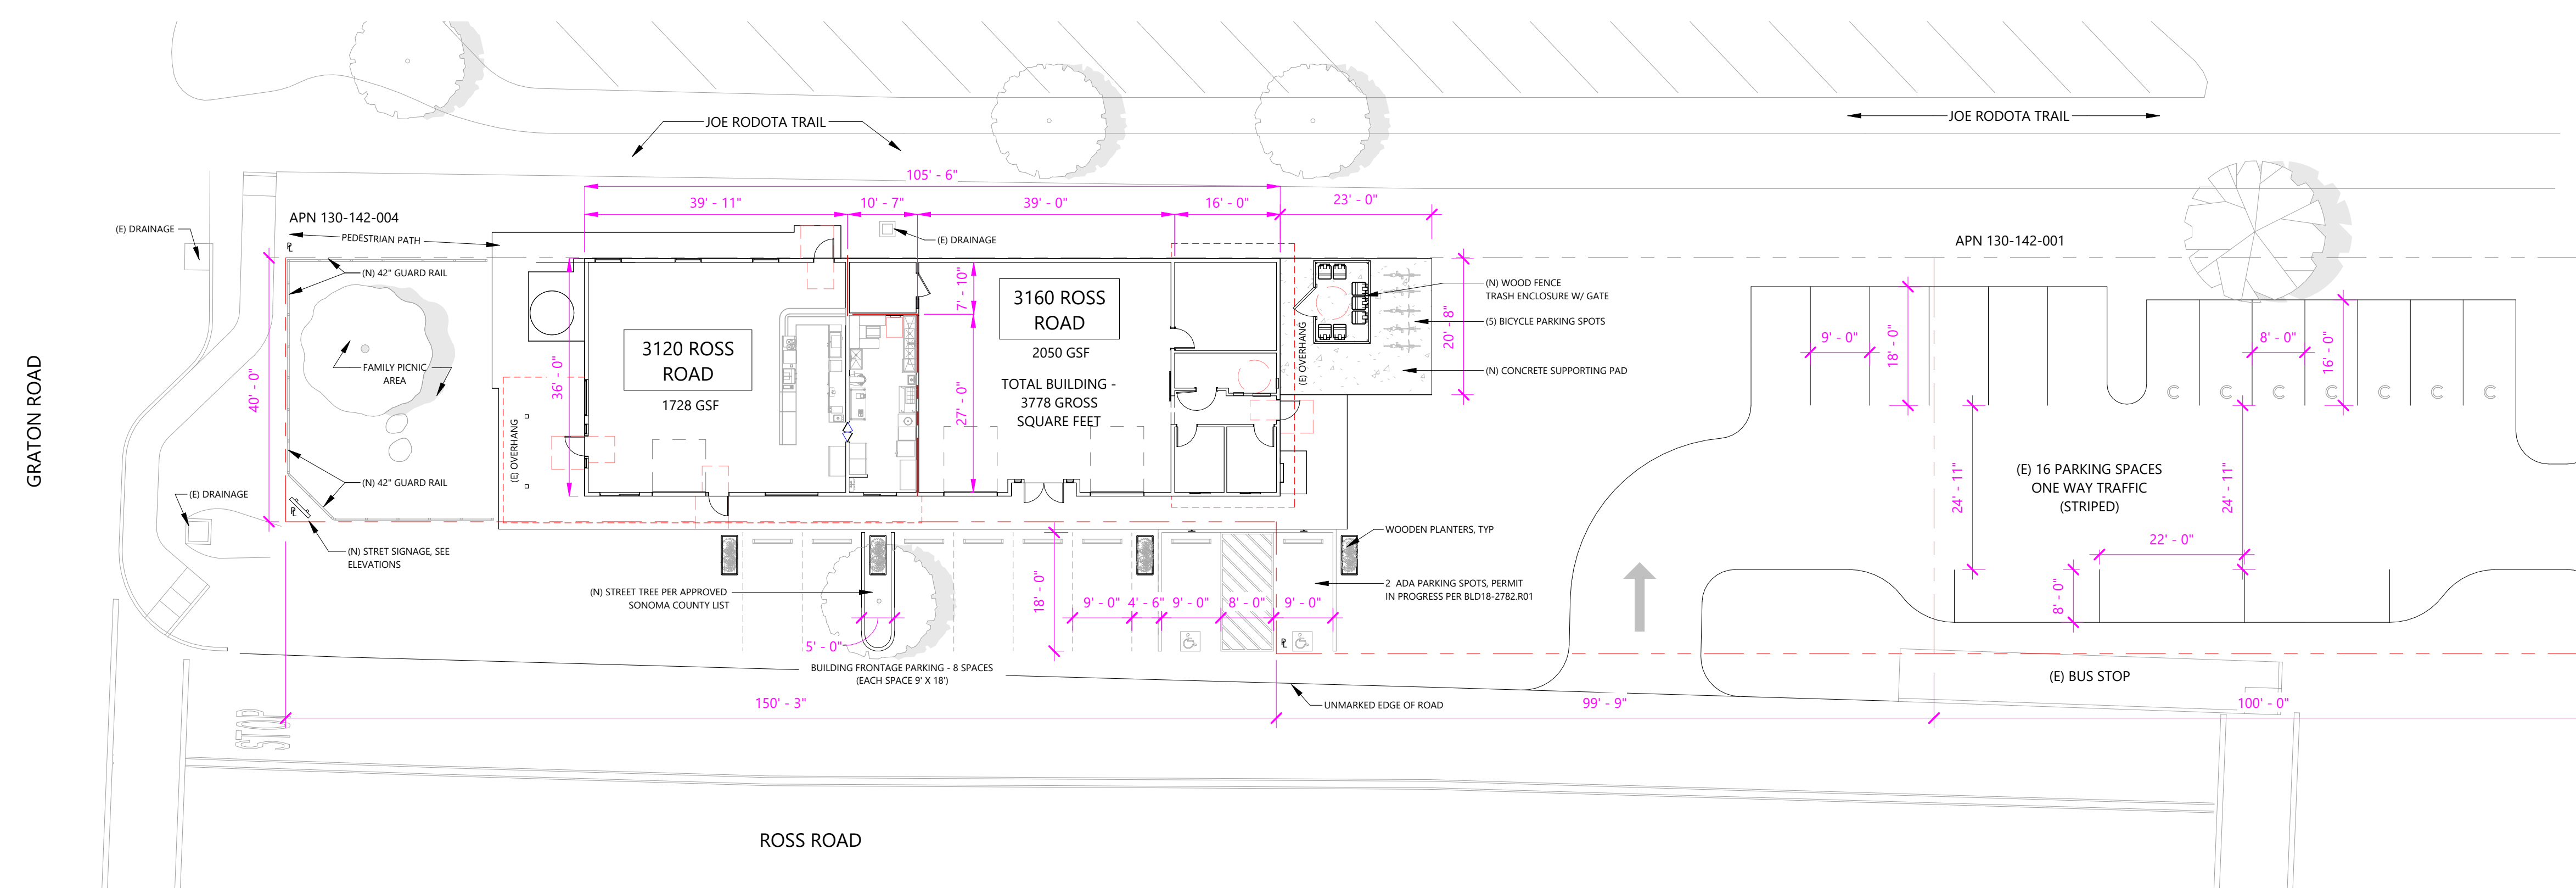 JOE RODOTA TRAIL
JOE RODOTA TRAIL
105' - 6"
39' - 11"
10' - 7"
39' - 0"
16' - 0"
23' - 0"
APN 130-142-004
PEDESTRIAN PATH
(E) DRAINAGE
(E) DRAINAGE
APN 130-142-001
PL
(N) 42" GUARD RAIL
GRATON ROAD
40' - 0"
FAMILY PICNIC
AREA
(E) OVERHANG
36' - 0"
3120 ROSS
ROAD
1728 GSF
7' - 10"
27' - 0"
3160 ROSS
ROAD
2050 GSF
TOTAL BUILDING -
3778 GROSS
SQUARE FEET
(E) OVERHANG
20' - 8"
(N) WOOD FENCE
TRASH ENCLOSURE W/ GATE
(5) BICYCLE PARKING SPOTS
(N) CONCRETE SUPPORTING PAD
9' - 0"
18' - 0"
8' - 0"
16' - 0"
C
C
C
C
C
C
C
(N) 42" GUARD RAIL
(E) DRAINAGE
PL
(N) STRET SIGNAGE, SEE
ELEVATIONS
24' - 11"
(E) 16 PARKING SPACES
ONE WAY TRAFFIC
(STRIPED)
24' - 11"
22' - 0"
8' - 0"
WOODEN PLANTERS, TYP
2 ADA PARKING SPOTS, PERMIT
IN PROGRESS PER BLD18-2782.R01
(N) STREET TREE PER APPROVED
SONOMA COUNTY LIST
18' - 0"
9' - 0"
4' - 6"
9' - 0"
8' - 0"
9' - 0"
5' - 0"
PL
BUILDING FRONTAGE PARKING - 8 SPACES
(EACH SPACE 9' X 18')
(E) BUS STOP
STOP
150' - 3"
UNMARKED EDGE OF ROAD
99' - 9"
100' - 0"
ROSS ROAD